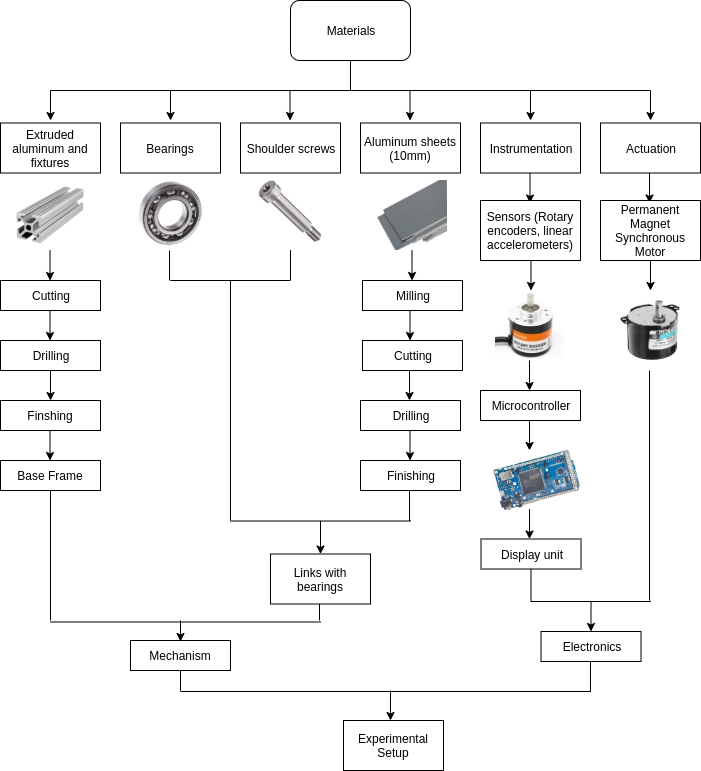 Materials
Extruded
aluminum and
fixtures
Bearings
Shoulder screws
Aluminum sheets
(10mm)
Instrumentation
Actuation
Sensors (Rotary
encoders, linear
accelerometers)
Permanent
Magnet
Synchronous
Motor
Cutting
Milling
Drilling
Cutting
ROTARY ENCODER
Finshing
Drilling
Microcontroller
Base Frame
Finishing
Display unit
Links with
bearings
Mechanism
Electronics
Experimental
Setup